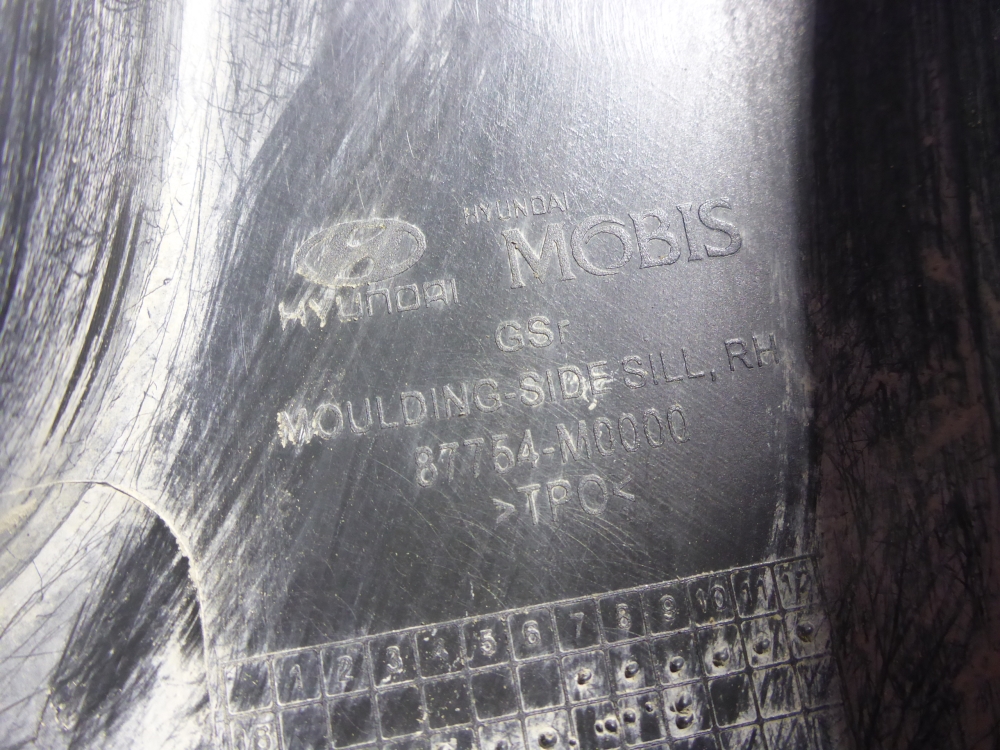 HYUNDAI
MOBIS
HYUNDAI
GSr
MOULDING-SIDE SILL, RH
87754-M0000
>TPO<
1 2 3 4 5 6 7 8 9 10 11 12